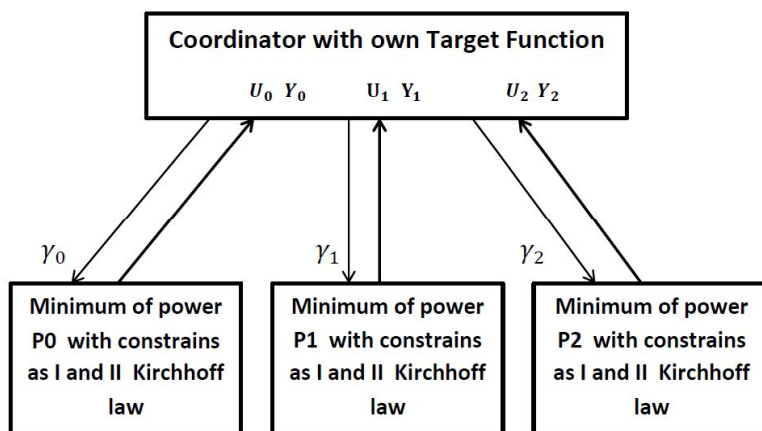 Coordinator with own Target Function
U₀ Y₀ U₁ Y₁ U₂ Y₂
γ₀ γ₁ γ₂
Minimum of power
P0 with constrains
as I and II Kirchhoff
law
Minimum of power
P1 with constrains
as I and II Kirchhoff
law
Minimum of power
P2 with constrains
as I and II Kirchhoff
law